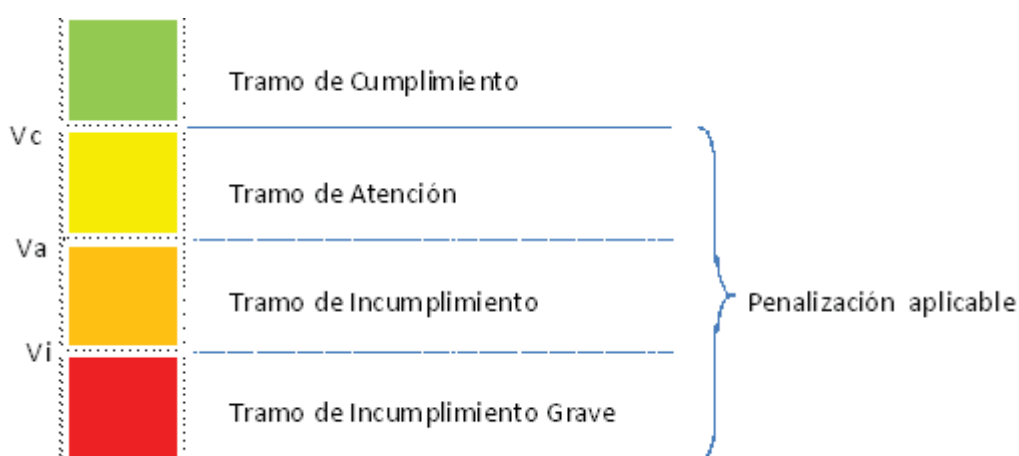 Tramo de Cumplimiento
Vc
Tramo de Atención
Va
Tramo de Incumplimiento
Penalización aplicable
Vi
Tramo de Incumplimiento Grave